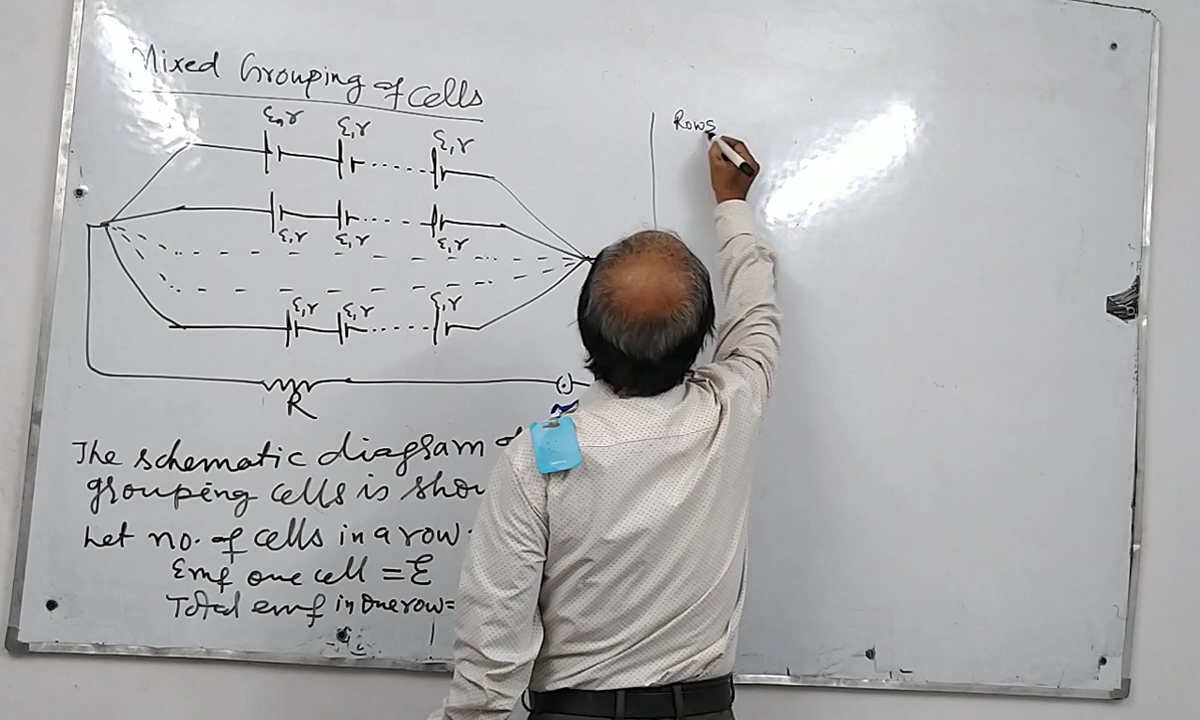 Mixed Grouping of cells
ε,r ε,r ε,r
ε,r ε,r ε,r
ε,r ε,r ε,r
R
The schematic diagram
grouping cells is
Let no. of cells in a row
Emf one cell = E
Total emf in one row =
Rows